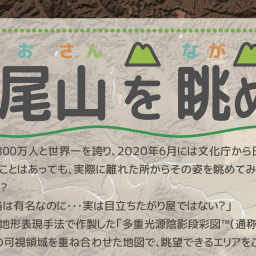 おさんなが
尾山を眺め
300万人と世界一を誇り、2020年6月には文化庁から日
ことはあっても、実際に離れた所からその姿を眺めてみ
?
は有名なのに…実は目立ちたがり屋ではない?」
地形表現手法で作製した「多重光源陰影段彩図™(通称
の可視領域を重ね合わせた地図で、眺望できるエリアをこ